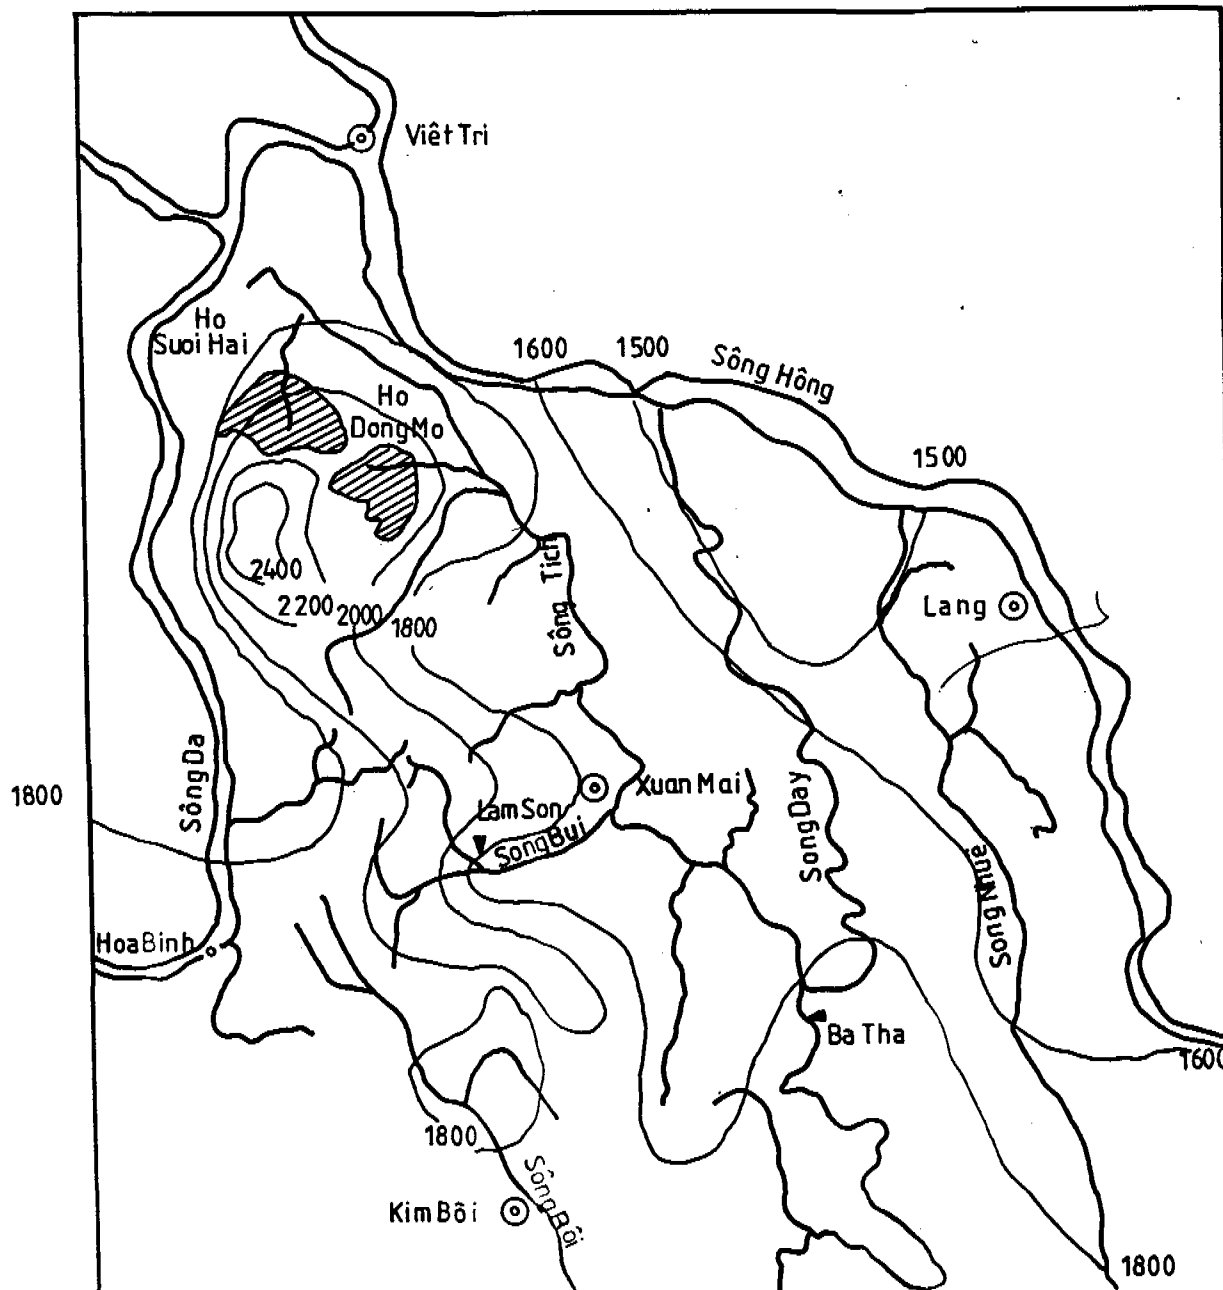 Viêt Tri
Ho
Suoi Hai
1600
1500
Sông Hông
Ho
Dong Mo
1500
2400
2200
2000
1800
Sông Tich
Lang
Sông Da
1800
Xuan Mai
Lam Son
Song Bui
Song Day
Song Nhuê
Hoa Binh
Ba Tha
1600
1800
Sông Bôi
Kim Bôi
1800